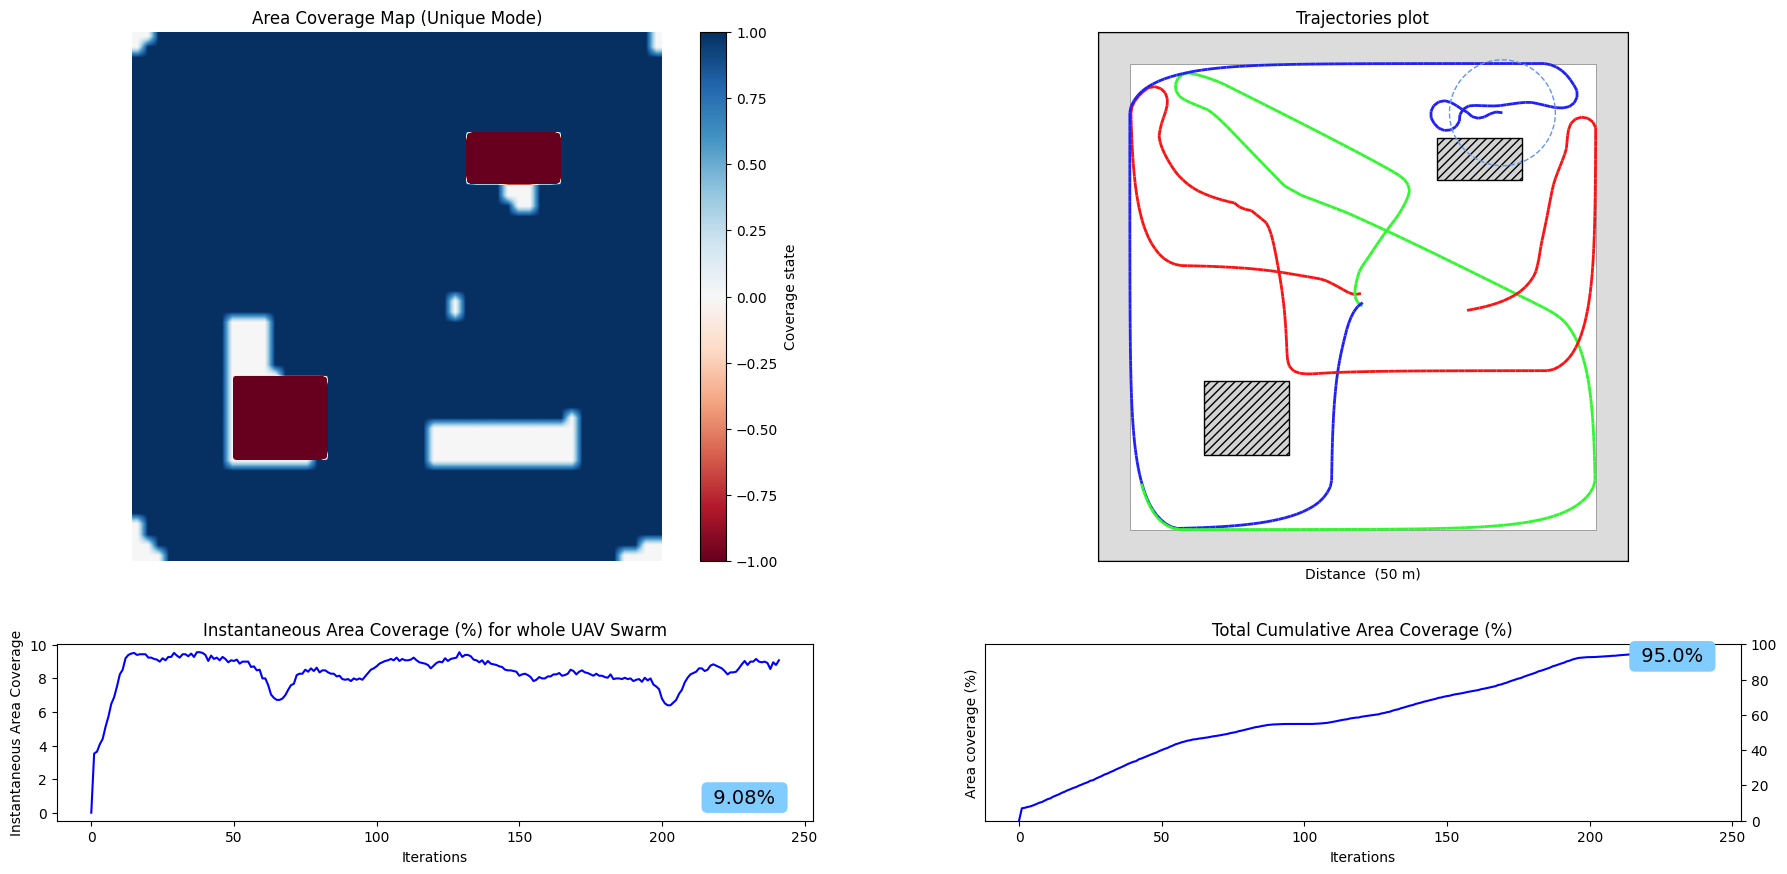 Area Coverage Map (Unique Mode)
1.00
0.75
0.50
0.25
0.00
−0.25
−0.50
−0.75
−1.00
Coverage state
Trajectories plot
Distance  (50 m)
Instantaneous Area Coverage (%) for whole UAV Swarm
Instantaneous Area Coverage
10
8
6
4
2
0
9.08%
0 50 100 150 200 250
Iterations
Total Cumulative Area Coverage (%)
Area coverage (%)
95.0%
100
80
60
40
20
0
0 50 100 150 200 250
Iterations